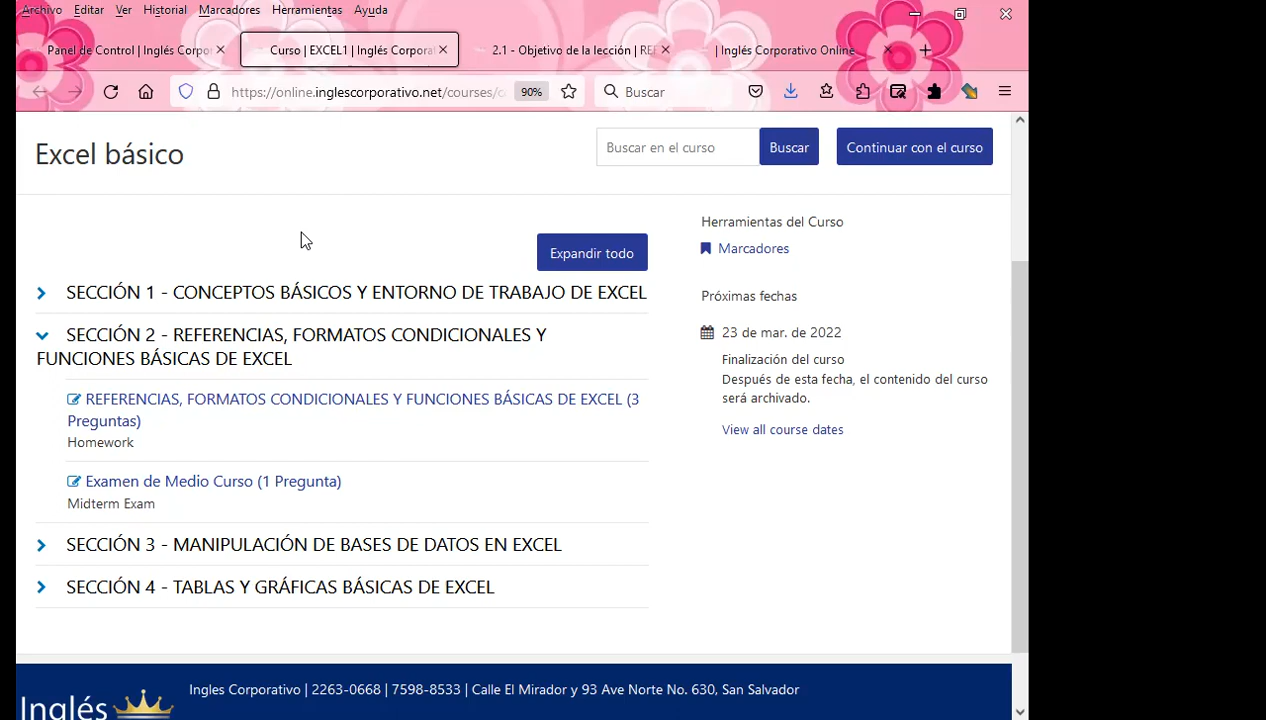 Archivo Editar Ver Historial Marcadores Herramientas Ayuda
Panel de Control | Inglés Corpo
Curso | EXCEL1 | Inglés Corpora
2.1 - Objetivo de la lección | RE
| Inglés Corporativo Online
https://online.inglescorporativo.net/courses/c
90%
Buscar
Excel básico
Buscar en el curso
Buscar
Continuar con el curso
Expandir todo
SECCIÓN 1 - CONCEPTOS BÁSICOS Y ENTORNO DE TRABAJO DE EXCEL
SECCIÓN 2 - REFERENCIAS, FORMATOS CONDICIONALES Y
FUNCIONES BÁSICAS DE EXCEL
REFERENCIAS, FORMATOS CONDICIONALES Y FUNCIONES BÁSICAS DE EXCEL (3
Preguntas)
Homework
Examen de Medio Curso (1 Pregunta)
Midterm Exam
SECCIÓN 3 - MANIPULACIÓN DE BASES DE DATOS EN EXCEL
SECCIÓN 4 - TABLAS Y GRÁFICAS BÁSICAS DE EXCEL
Herramientas del Curso
Marcadores
Próximas fechas
23 de mar. de 2022
Finalización del curso
Después de esta fecha, el contenido del curso
será archivado.
View all course dates
Inglés
Ingles Corporativo | 2263-0668 | 7598-8533 | Calle El Mirador y 93 Ave Norte No. 630, San Salvador